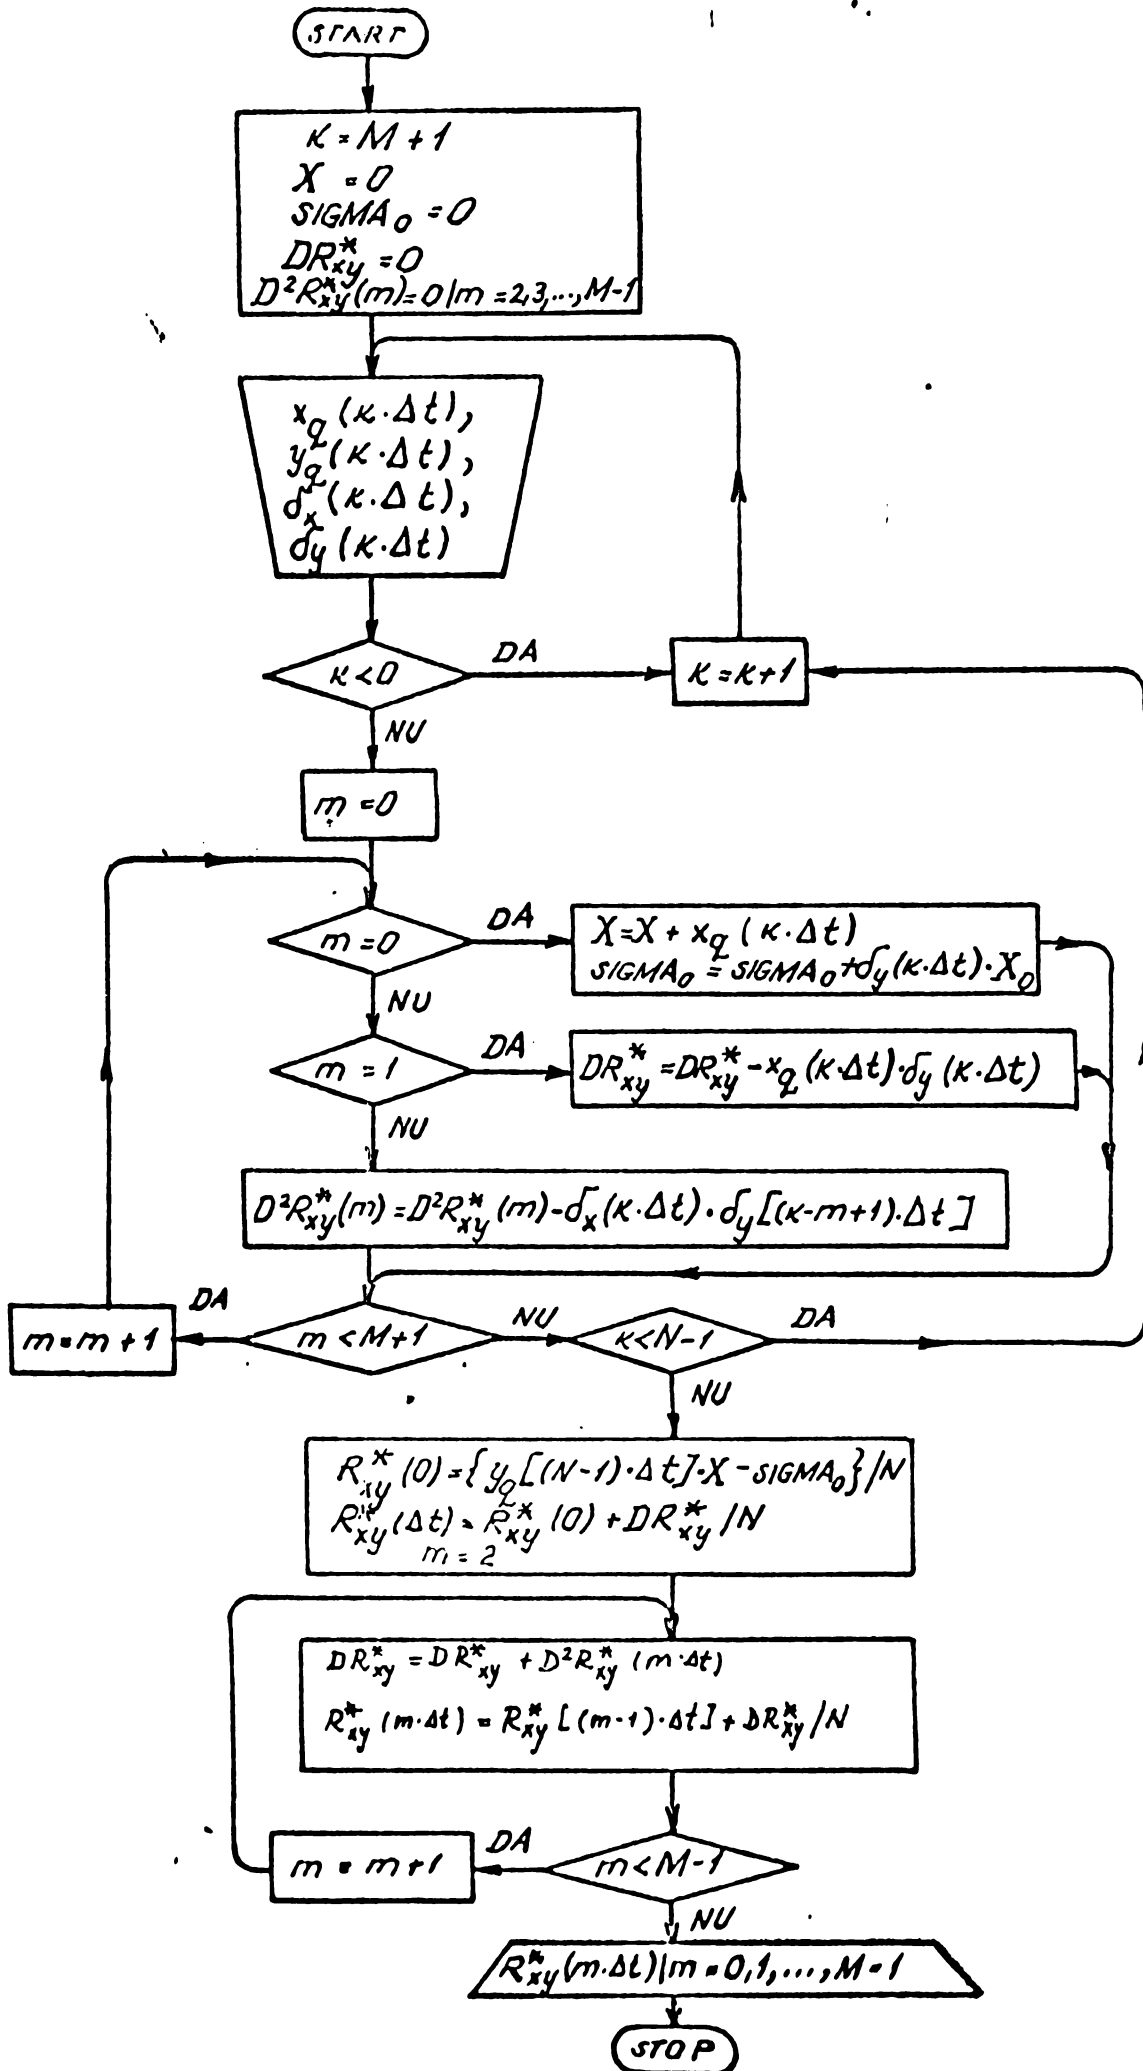 START
K = M + 1
X = 0
SIGMA₀ = 0
DR*xy = 0
D²R*xy(m) = 0 | m = 2,3,...,M-1
xq(K·Δt),
yq(K·Δt),
δx(K·Δt),
δy(K·Δt)
K<0
DA
K = K+1
NU
m = 0
m = 0
DA
X = X + xq (K·Δt)
SIGMA₀ = SIGMA₀ + δy(K·Δt)·X₀
NU
m = 1
DA
DR*xy = DR*xy - xq(K·Δt)·δy(K·Δt)
NU
D²R*xy(m) = D²R*xy(m) - δx(K·Δt)·δy[(K-m+1).Δt]
m = m + 1
DA
m < M+1
NU
K<N-1
DA
NU
R*xy(0) = {yq[(N-1)·Δt]·X - SIGMA₀}/N
R*xy(Δt) = R*xy(0) + DR*xy/N
m = 2
DR*xy = DR*xy + D²R*xy (m·Δt)
R*xy(m·Δt) = R*xy[(m-1)·Δt] + DR*xy/N
m = m+1
DA
m < M-1
NU
R*xy(m·Δt)|m = 0,1,...,M-1
STOP